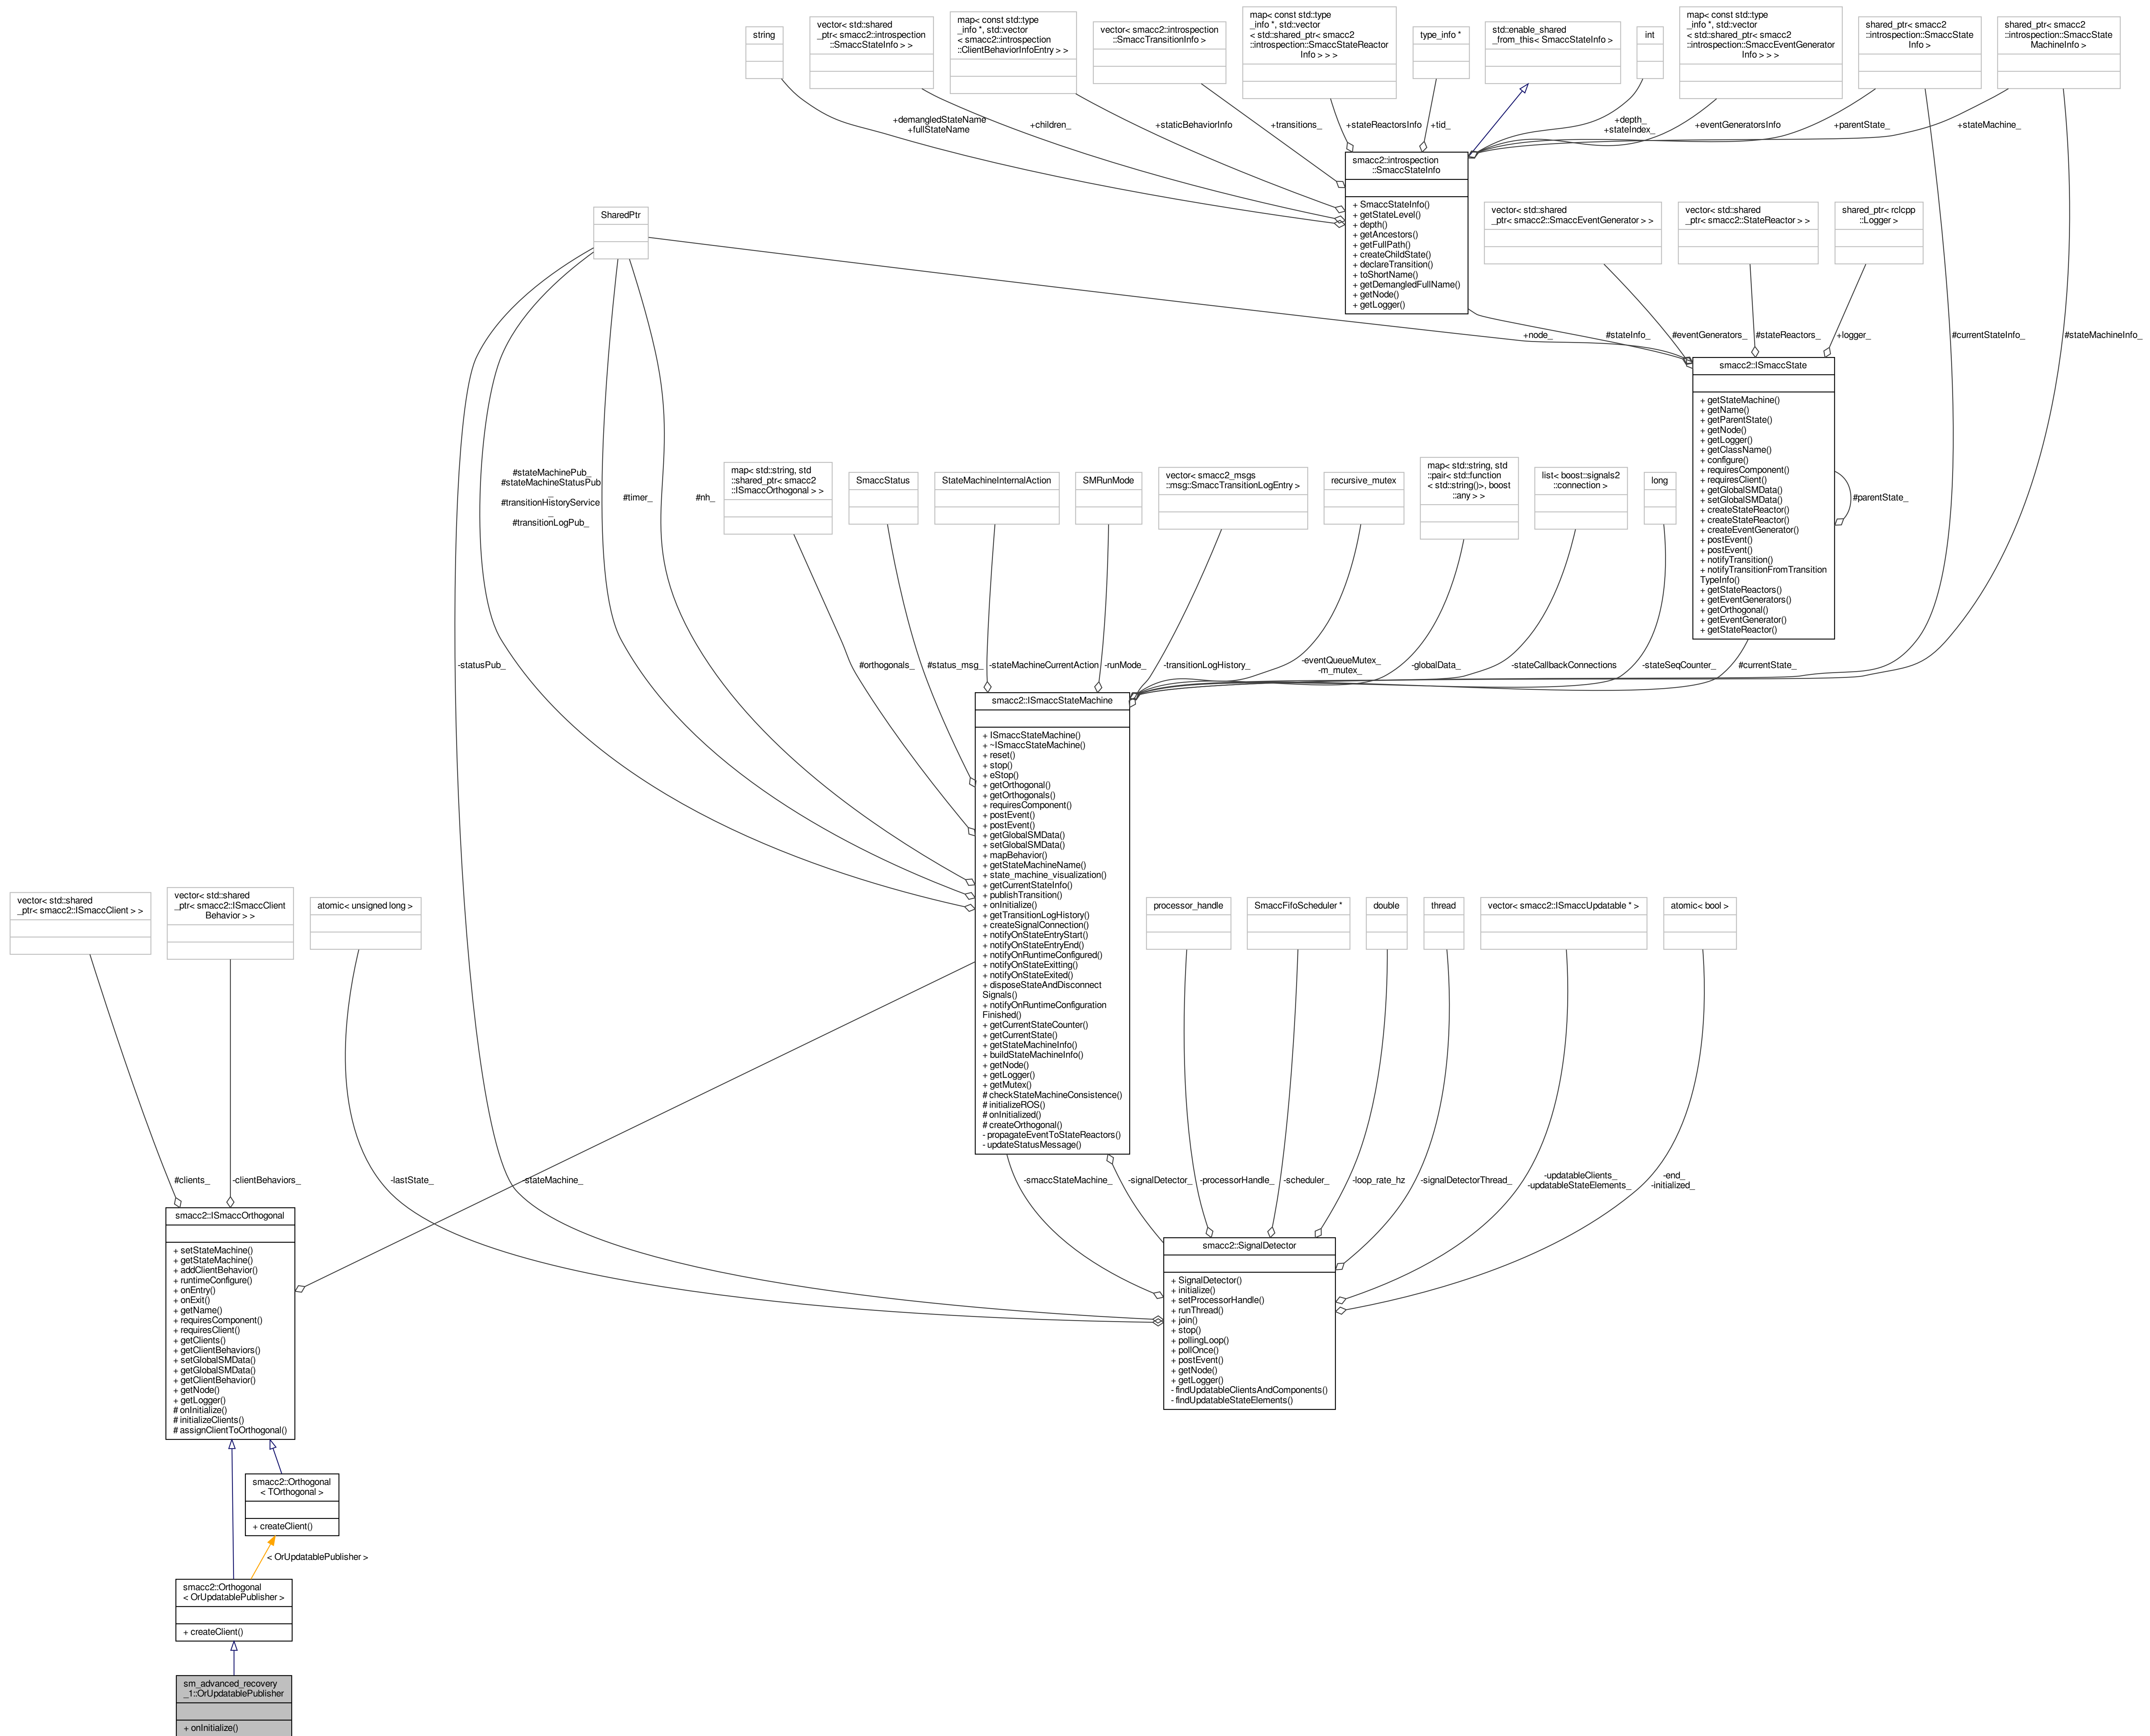 string
vector< std::shared
_ptr< smacc2::introspection
::SmaccStateInfo > >
map< const std::type
_info *, std::vector
< smacc2::introspection
::ClientBehaviorInfoEntry > >
vector< smacc2::introspection
::SmaccTransitionInfo >
map< const std::type
_info *, std::vector
< std::shared_ptr< smacc2
::introspection::SmaccStateReactor
Info > > >
type_info *
std::enable_shared
_from_this< SmaccStateInfo >
int
map< const std::type
_info *, std::vector
< std::shared_ptr< smacc2
::introspection::SmaccEventGenerator
Info > > >
shared_ptr< smacc2
::introspection::SmaccState
Info >
shared_ptr< smacc2
::introspection::SmaccState
MachineInfo >
+demangledStateName
+fullStateName
+children_
+staticBehaviorInfo
+transitions_
+stateReactorsInfo
+tid_
+depth_
+stateIndex_
+eventGeneratorsInfo
+parentState_
+stateMachine_
smacc2::introspection
::SmaccStateInfo
+ SmaccStateInfo()
+ getStateLevel()
+ depth()
+ getAncestors()
+ getFullPath()
+ createChildState()
+ declareTransition()
+ toShortName()
+ getDemangledFullName()
+ getNode()
+ getLogger()
SharedPtr
vector< std::shared
_ptr< smacc2::SmaccEventGenerator > >
vector< std::shared
_ptr< smacc2::StateReactor > >
shared_ptr< rclcpp
::Logger >
+node_
#stateInfo_
#eventGenerators_
#stateReactors_
+logger_
#currentStateInfo_
#stateMachineInfo_
smacc2::ISmaccState
+ getStateMachine()
+ getName()
+ getParentState()
+ getNode()
+ getLogger()
+ getClassName()
+ configure()
+ requiresComponent()
+ requiresClient()
+ getGlobalSMData()
+ setGlobalSMData()
+ createStateReactor()
+ createStateReactor()
+ createEventGenerator()
+ postEvent()
+ postEvent()
+ notifyTransition()
+ notifyTransitionFromTransition
TypeInfo()
+ getStateReactors()
+ getEventGenerators()
+ getOrthogonal()
+ getEventGenerator()
+ getStateReactor()
#parentState_
#stateMachinePub_
#stateMachineStatusPub
_
#transitionHistoryService
_
#transitionLogPub_
#timer_
#nh_
map< std::string, std
::shared_ptr< smacc2
::ISmaccOrthogonal > >
SmaccStatus
StateMachineInternalAction
SMRunMode
vector< smacc2_msgs
::msg::SmaccTransitionLogEntry >
recursive_mutex
map< std::string, std
::pair< std::function
< std::string()>, boost
::any > >
list< boost::signals2
::connection >
long
-statusPub_
#orthogonals_
#status_msg_
-stateMachineCurrentAction
-runMode_
-transitionLogHistory_
-eventQueueMutex_
-m_mutex_
-globalData_
-stateCallbackConnections
-stateSeqCounter_
#currentState_
smacc2::ISmaccStateMachine
+ ISmaccStateMachine()
+ ~ISmaccStateMachine()
+ reset()
+ stop()
+ eStop()
+ getOrthogonal()
+ getOrthogonals()
+ requiresComponent()
+ postEvent()
+ postEvent()
+ getGlobalSMData()
+ setGlobalSMData()
+ mapBehavior()
+ getStateMachineName()
+ state_machine_visualization()
+ getCurrentStateInfo()
+ publishTransition()
+ onInitialize()
+ getTransitionLogHistory()
+ createSignalConnection()
+ notifyOnStateEntryStart()
+ notifyOnStateEntryEnd()
+ notifyOnRuntimeConfigured()
+ notifyOnStateExitting()
+ notifyOnStateExited()
+ disposeStateAndDisconnect
Signals()
+ notifyOnRuntimeConfiguration
Finished()
+ getCurrentStateCounter()
+ getCurrentState()
+ getStateMachineInfo()
+ buildStateMachineInfo()
+ getNode()
+ getLogger()
+ getMutex()
# checkStateMachineConsistence()
# initializeROS()
# onInitialized()
# createOrthogonal()
- propagateEventToStateReactors()
- updateStatusMessage()
vector< std::shared
_ptr< smacc2::ISmaccClient > >
vector< std::shared
_ptr< smacc2::ISmaccClient
Behavior > >
atomic< unsigned long >
processor_handle
SmaccFifoScheduler *
double
thread
vector< smacc2::ISmaccUpdatable * >
atomic< bool >
#clients_
-clientBehaviors_
-lastState_
-stateMachine_
-smaccStateMachine_
-signalDetector_
-processorHandle_
-scheduler_
-loop_rate_hz
-signalDetectorThread_
-updatableClients_
-updatableStateElements_
-end_
-initialized_
smacc2::ISmaccOrthogonal
+ setStateMachine()
+ getStateMachine()
+ addClientBehavior()
+ runtimeConfigure()
+ onEntry()
+ onExit()
+ getName()
+ requiresComponent()
+ requiresClient()
+ getClients()
+ getClientBehaviors()
+ setGlobalSMData()
+ getGlobalSMData()
+ getClientBehavior()
+ getNode()
+ getLogger()
# onInitialize()
# initializeClients()
# assignClientToOrthogonal()
smacc2::SignalDetector
+ SignalDetector()
+ initialize()
+ setProcessorHandle()
+ runThread()
+ join()
+ stop()
+ pollingLoop()
+ pollOnce()
+ postEvent()
+ getNode()
+ getLogger()
- findUpdatableClientsAndComponents()
- findUpdatableStateElements()
smacc2::Orthogonal
< TOrthogonal >
+ createClient()
< OrUpdatablePublisher >
smacc2::Orthogonal
< OrUpdatablePublisher >
+ createClient()
sm_advanced_recovery
_1::OrUpdatablePublisher
+ onInitialize()